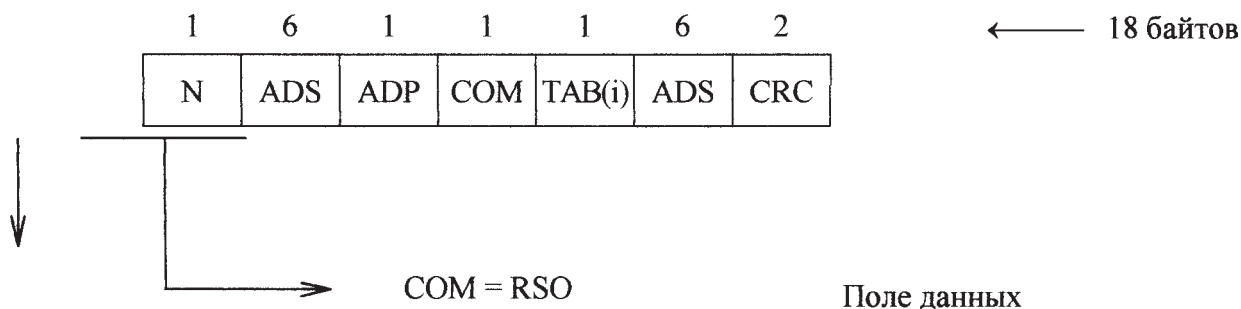 1 6 1 1 1 6 2 18 байтов
N ADS ADP COM TAB(i) ADS CRC
COM = RSO Поле данных